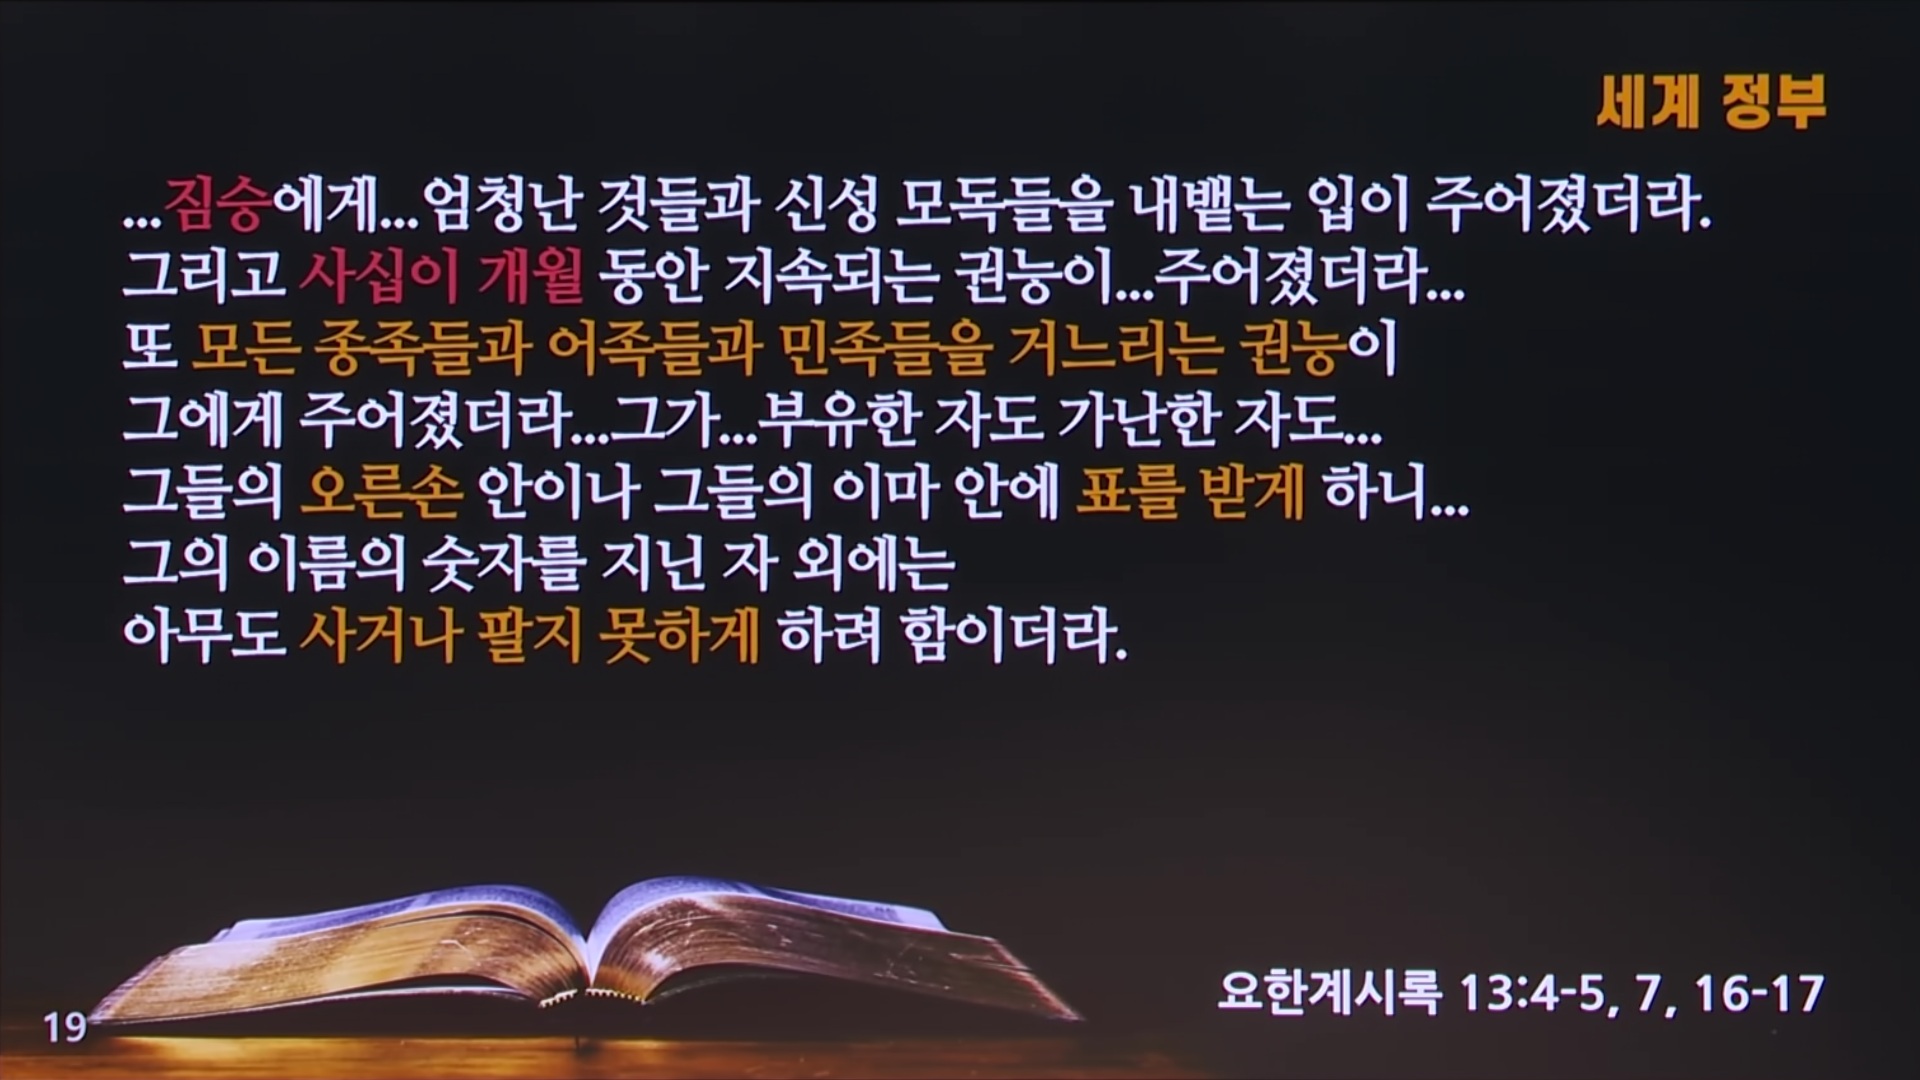 세계 정부
...짐승에게...엄청난 것들과 신성 모독들을 내뱉는 입이 주어졌더라.
그리고 사십이 개월 동안 지속되는 권능이...주어졌더라...
또 모든 종족들과 어족들과 민족들을 거느리는 권능이
그에게 주어졌더라...그가...부유한 자도 가난한 자도...
그들의 오른손 안이나 그들의 이마 안에 표를 받게 하니...
그의 이름의 숫자를 지닌 자 외에는
아무도 사거나 팔지 못하게 하려 함이더라.
요한계시록 13:4-5, 7, 16-17
19